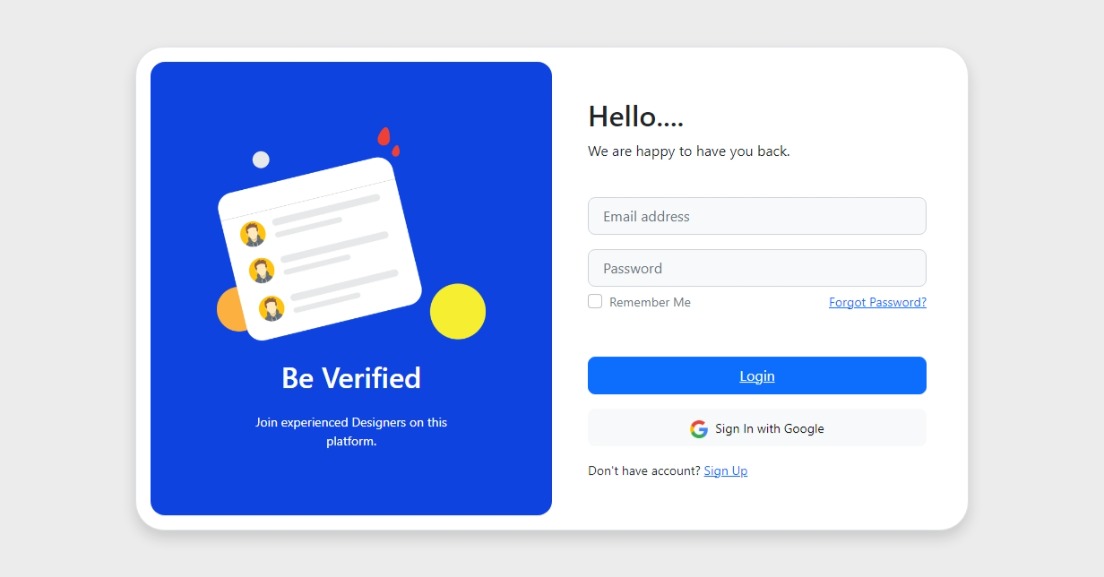 Be Verified
Join experienced Designers on this
platform.
Hello....
We are happy to have you back.
Email address
Password
Remember Me Forgot Password?
Login
Sign In with Google
Don't have account? Sign Up